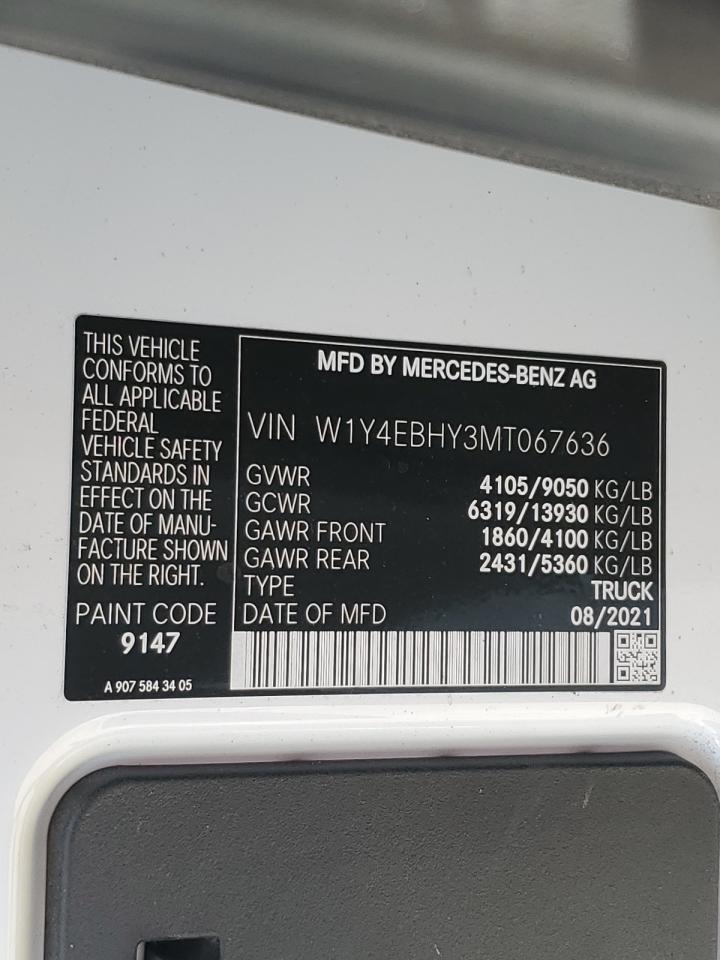 THIS VEHICLE
CONFORMS TO
ALL APPLICABLE
FEDERAL
VEHICLE SAFETY
STANDARDS IN
EFFECT ON THE
DATE OF MANU-
FACTURE SHOWN
ON THE RIGHT.
PAINT CODE
9147
A 907 584 34 05
MFD BY MERCEDES-BENZ AG
VIN W1Y4EBHY3MT067636
GVWR 4105/9050 KG/LB
GCWR 6319/13930 KG/LB
GAWR FRONT 1860/4100 KG/LB
GAWR REAR 2431/5360 KG/LB
TYPE TRUCK
DATE OF MFD 08/2021